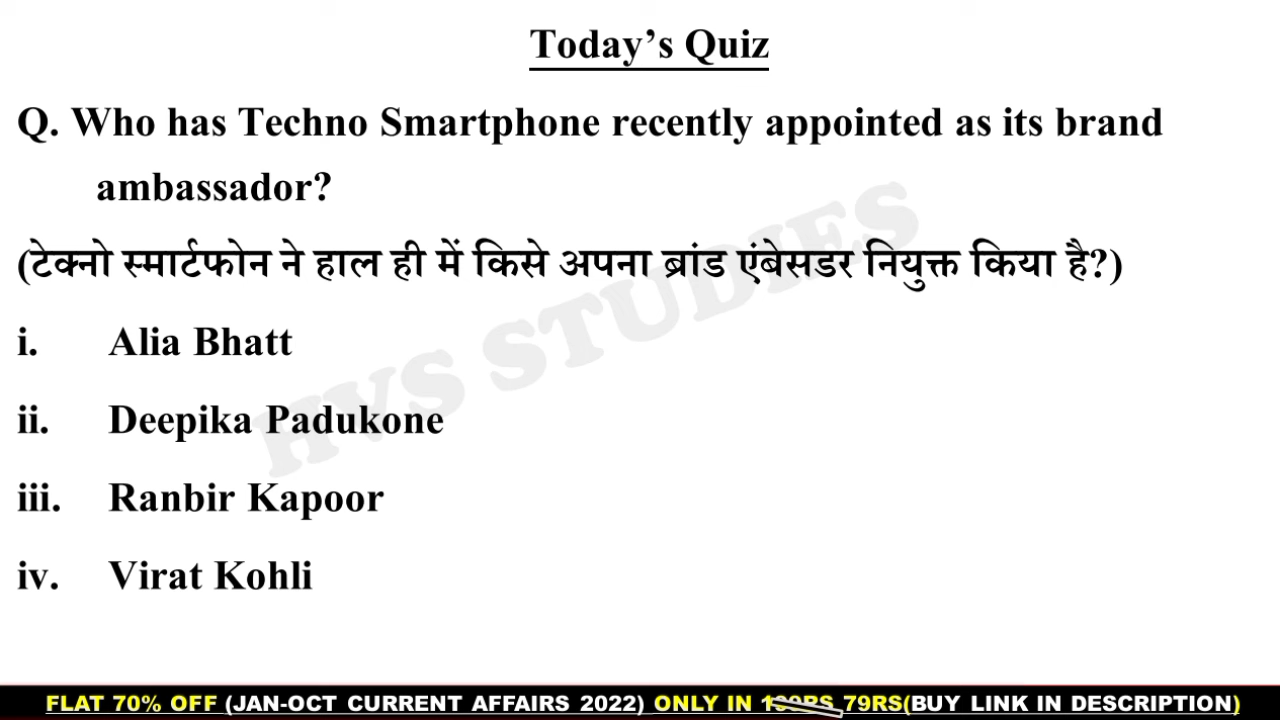 Today’s Quiz
Q. Who has Techno Smartphone recently appointed as its brand
ambassador?
(टेक्नो स्मार्टफोन ने हाल ही में किसे अपना ब्रांड एंबेसडर नियुक्त किया है?)
i. Alia Bhatt
ii. Deepika Padukone
iii. Ranbir Kapoor
iv. Virat Kohli
HVS STUDIES
FLAT 70% OFF (JAN-OCT CURRENT AFFAIRS 2022) ONLY IN 79RS(BUY LINK IN DESCRIPTION)